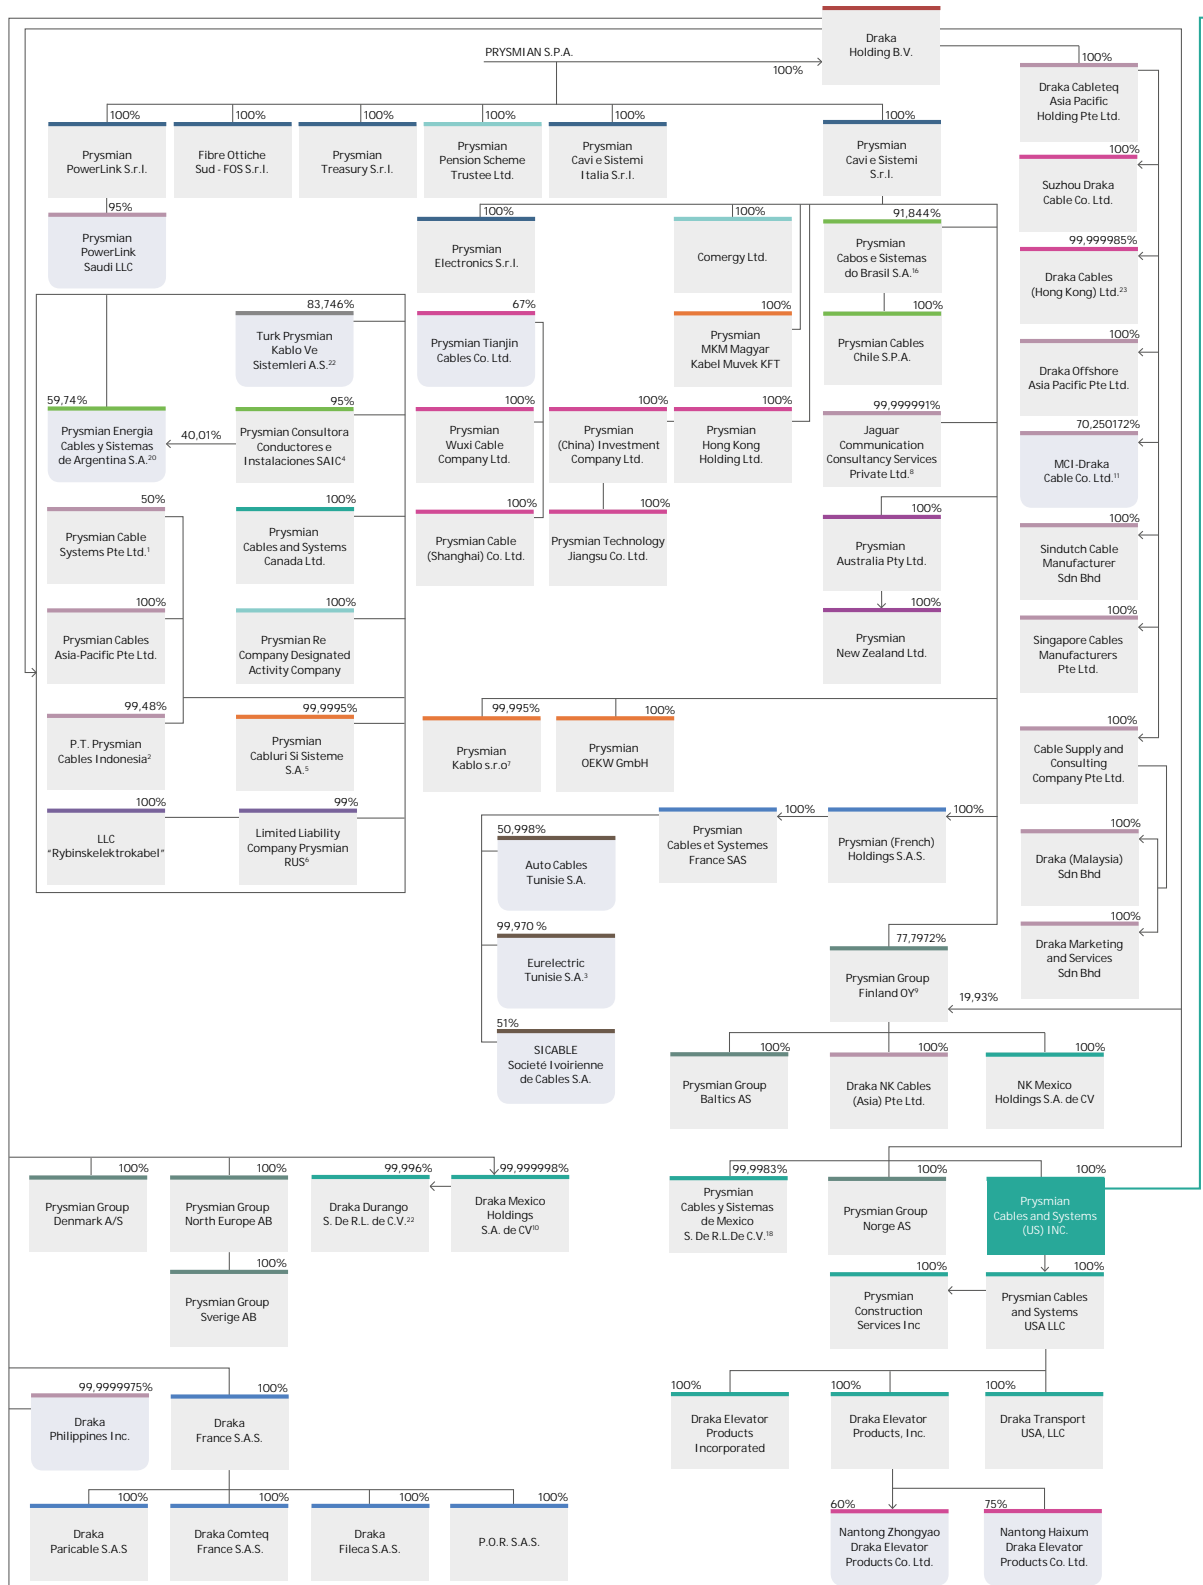 Draka
Holding B.V.
PRYSMIAN S.P.A.
100%
100%
Draka Cableteq
Asia Pacific
Holding Pte Ltd.
100%
Prysmian
PowerLink S.r.l.
100%
Fibre Ottiche
Sud - FOS S.r.l.
100%
Prysmian
Treasury S.r.l.
100%
Prysmian
Pension Scheme
Trustee Ltd.
100%
Prysmian
Cavi e Sistemi
Italia S.r.l.
100%
Prysmian
Cavi e Sistemi
S.r.l.
100%
Suzhou Draka
Cable Co. Ltd.
95%
Prysmian
PowerLink
Saudi LLC
100%
Prysmian
Electronics S.r.l.
100%
Comergy Ltd.
91,844%
Prysmian
Cabos e Sistemas
do Brasil S.A.¹⁶
99,999985%
Draka Cables
(Hong Kong) Ltd.²³
83,746%
Turk Prysmian
Kablo Ve
Sistemleri A.S.²²
67%
Prysmian Tianjin
Cables Co. Ltd.
100%
Prysmian
MKM Magyar
Kabel Muvek KFT
100%
Prysmian Cables
Chile S.P.A.
100%
Draka Offshore
Asia Pacific Pte Ltd.
59,74%
Prysmian Energia
Cables y Sistemas
de Argentina S.A.²⁰
40,01%
95%
Prysmian Consultora
Conductores e
Instalaciones SAIC⁴
100%
Prysmian
Wuxi Cable
Company Ltd.
100%
Prysmian
(China) Investment
Company Ltd.
100%
Prysmian
Hong Kong
Holding Ltd.
99,999991%
Jaguar
Communication
Consultancy Services
Private Ltd.⁸
70,250172%
MCI-Draka
Cable Co. Ltd.¹¹
50%
Prysmian Cable
Systems Pte Ltd.¹
100%
Prysmian
Cables and Systems
Canada Ltd.
100%
Prysmian Cable
(Shanghai) Co. Ltd.
100%
Prysmian Technology
Jiangsu Co. Ltd.
100%
Prysmian
Australia Pty Ltd.
100%
Sindutch Cable
Manufacturer
Sdn Bhd
100%
Prysmian Cables
Asia-Pacific Pte Ltd.
100%
Prysmian Re
Company Designated
Activity Company
100%
Prysmian
New Zealand Ltd.
100%
Singapore Cables
Manufacturers
Pte Ltd.
99,48%
P.T. Prysmian
Cables Indonesia²
99,9995%
Prysmian
Cabluri Si Sisteme
S.A.⁵
99,995%
Prysmian
Kablo s.r.o⁷
100%
Prysmian
OEKW GmbH
100%
Cable Supply and
Consulting
Company Pte Ltd.
100%
LLC
"Rybinskelektrokabel"
99%
Limited Liability
Company Prysmian
RUS⁶
50,998%
Auto Cables
Tunisie S.A.
100%
Prysmian
Cables et Systemes
France SAS
100%
Prysmian (French)
Holdings S.A.S.
100%
Draka (Malaysia)
Sdn Bhd
99,970 %
Eurelectric
Tunisie S.A.³
77,7972%
Prysmian Group
Finland OY⁹
19,93%
100%
Draka Marketing
and Services
Sdn Bhd
51%
SICABLE
Societé Ivoirienne
de Cables S.A.
100%
Prysmian Group
Baltics AS
100%
Draka NK Cables
(Asia) Pte Ltd.
100%
NK Mexico
Holdings S.A. de CV
100%
Prysmian Group
Denmark A/S
100%
Prysmian Group
North Europe AB
99,996%
Draka Durango
S. De R.L. de C.V.²²
99,999998%
Draka Mexico
Holdings
S.A. de CV¹⁰
99,9983%
Prysmian
Cables y Sistemas
de Mexico
S. De R.L.De C.V.¹⁸
100%
Prysmian Group
Norge AS
100%
Prysmian
Cables and Systems
(US) INC.
100%
Prysmian Group
Sverige AB
100%
Prysmian
Construction
Services Inc
100%
Prysmian Cables
and Systems
USA LLC
99,9999975%
Draka
Philippines Inc.
100%
Draka
France S.A.S.
100%
Draka Elevator
Products
Incorporated
100%
Draka Elevator
Products, Inc.
100%
Draka Transport
USA, LLC
100%
Draka
Paricable S.A.S
100%
Draka Comteq
France S.A.S.
100%
Draka
Fileca S.A.S.
100%
P.O.R. S.A.S.
60%
Nantong Zhongyao
Draka Elevator
Products Co. Ltd.
75%
Nantong Haixum
Draka Elevator
Products Co. Ltd.